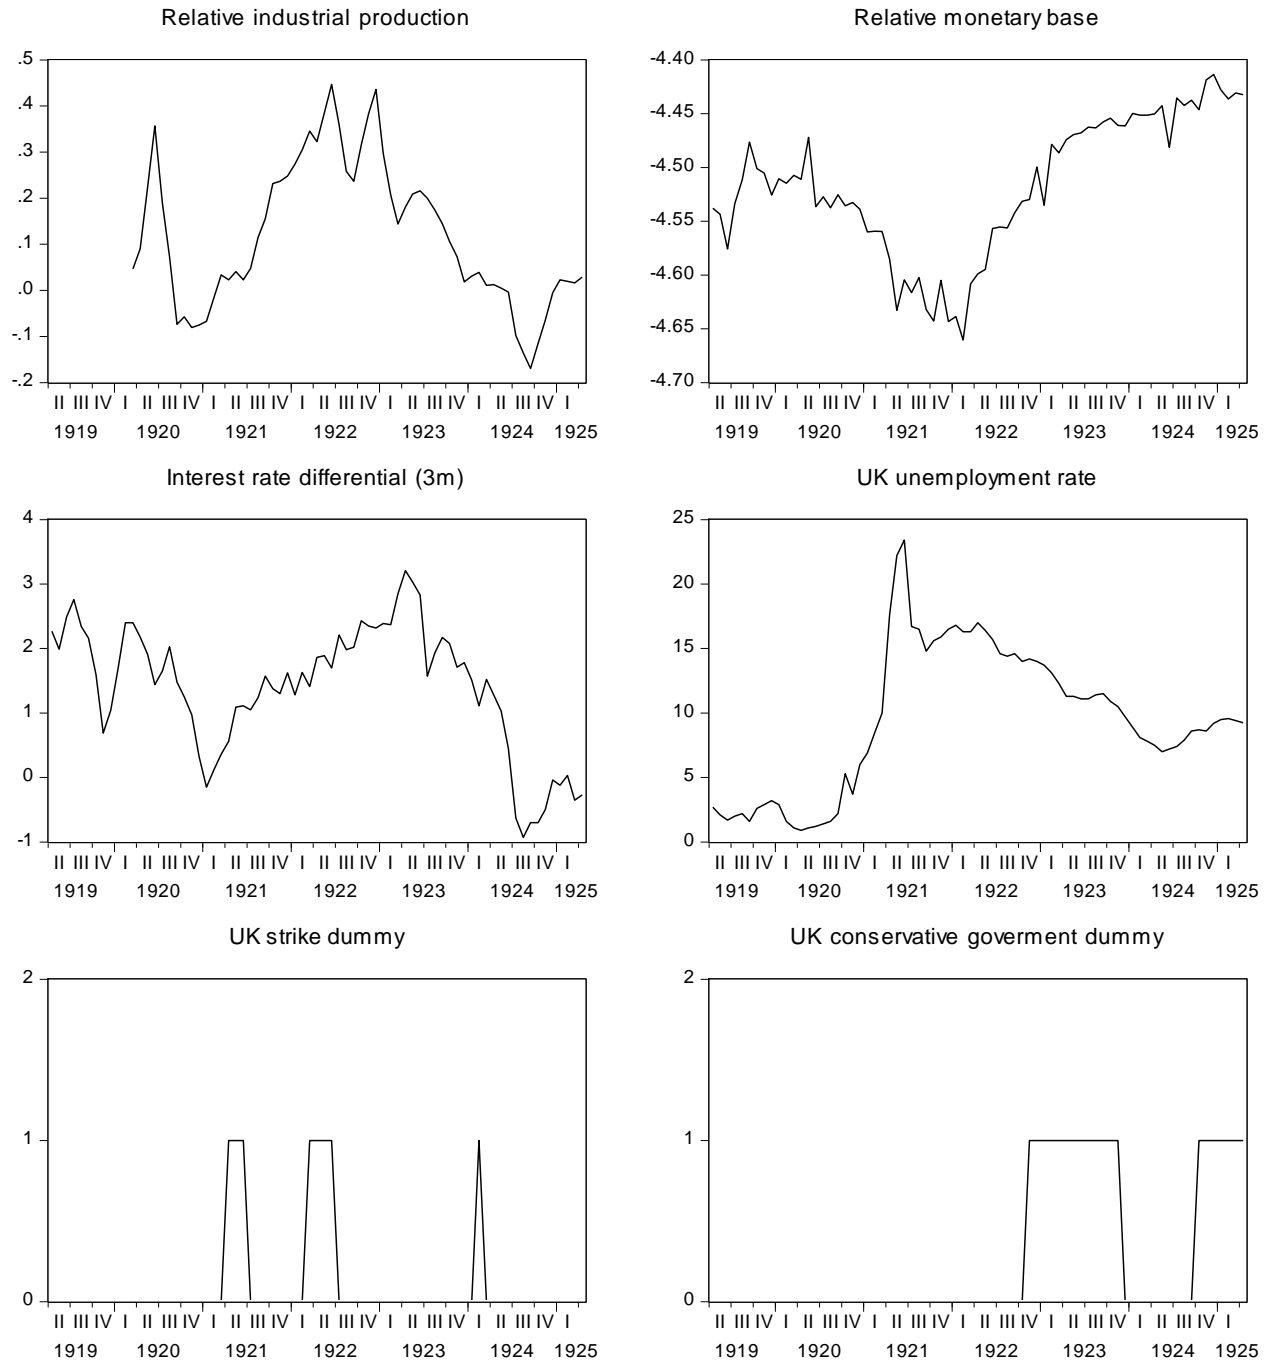 Relative industrial production
.5
.4
.3
.2
.1
.0
-.1
-.2
II III IV I II III IV I II III IV I II III IV I II III IV I II III IV I
1919 1920 1921 1922 1923 1924 1925
Relative monetary base
-4.40
-4.45
-4.50
-4.55
-4.60
-4.65
-4.70
II III IV I II III IV I II III IV I II III IV I II III IV I II III IV I
1919 1920 1921 1922 1923 1924 1925
Interest rate differential (3m)
4
3
2
1
0
-1
II III IV I II III IV I II III IV I II III IV I II III IV I II III IV I
1919 1920 1921 1922 1923 1924 1925
UK unemployment rate
25
20
15
10
5
0
II III IV I II III IV I II III IV I II III IV I II III IV I II III IV I
1919 1920 1921 1922 1923 1924 1925
UK strike dummy
2
1
0
II III IV I II III IV I II III IV I II III IV I II III IV I II III IV I
1919 1920 1921 1922 1923 1924 1925
UK conservative goverment dummy
2
1
0
II III IV I II III IV I II III IV I II III IV I II III IV I II III IV I
1919 1920 1921 1922 1923 1924 1925